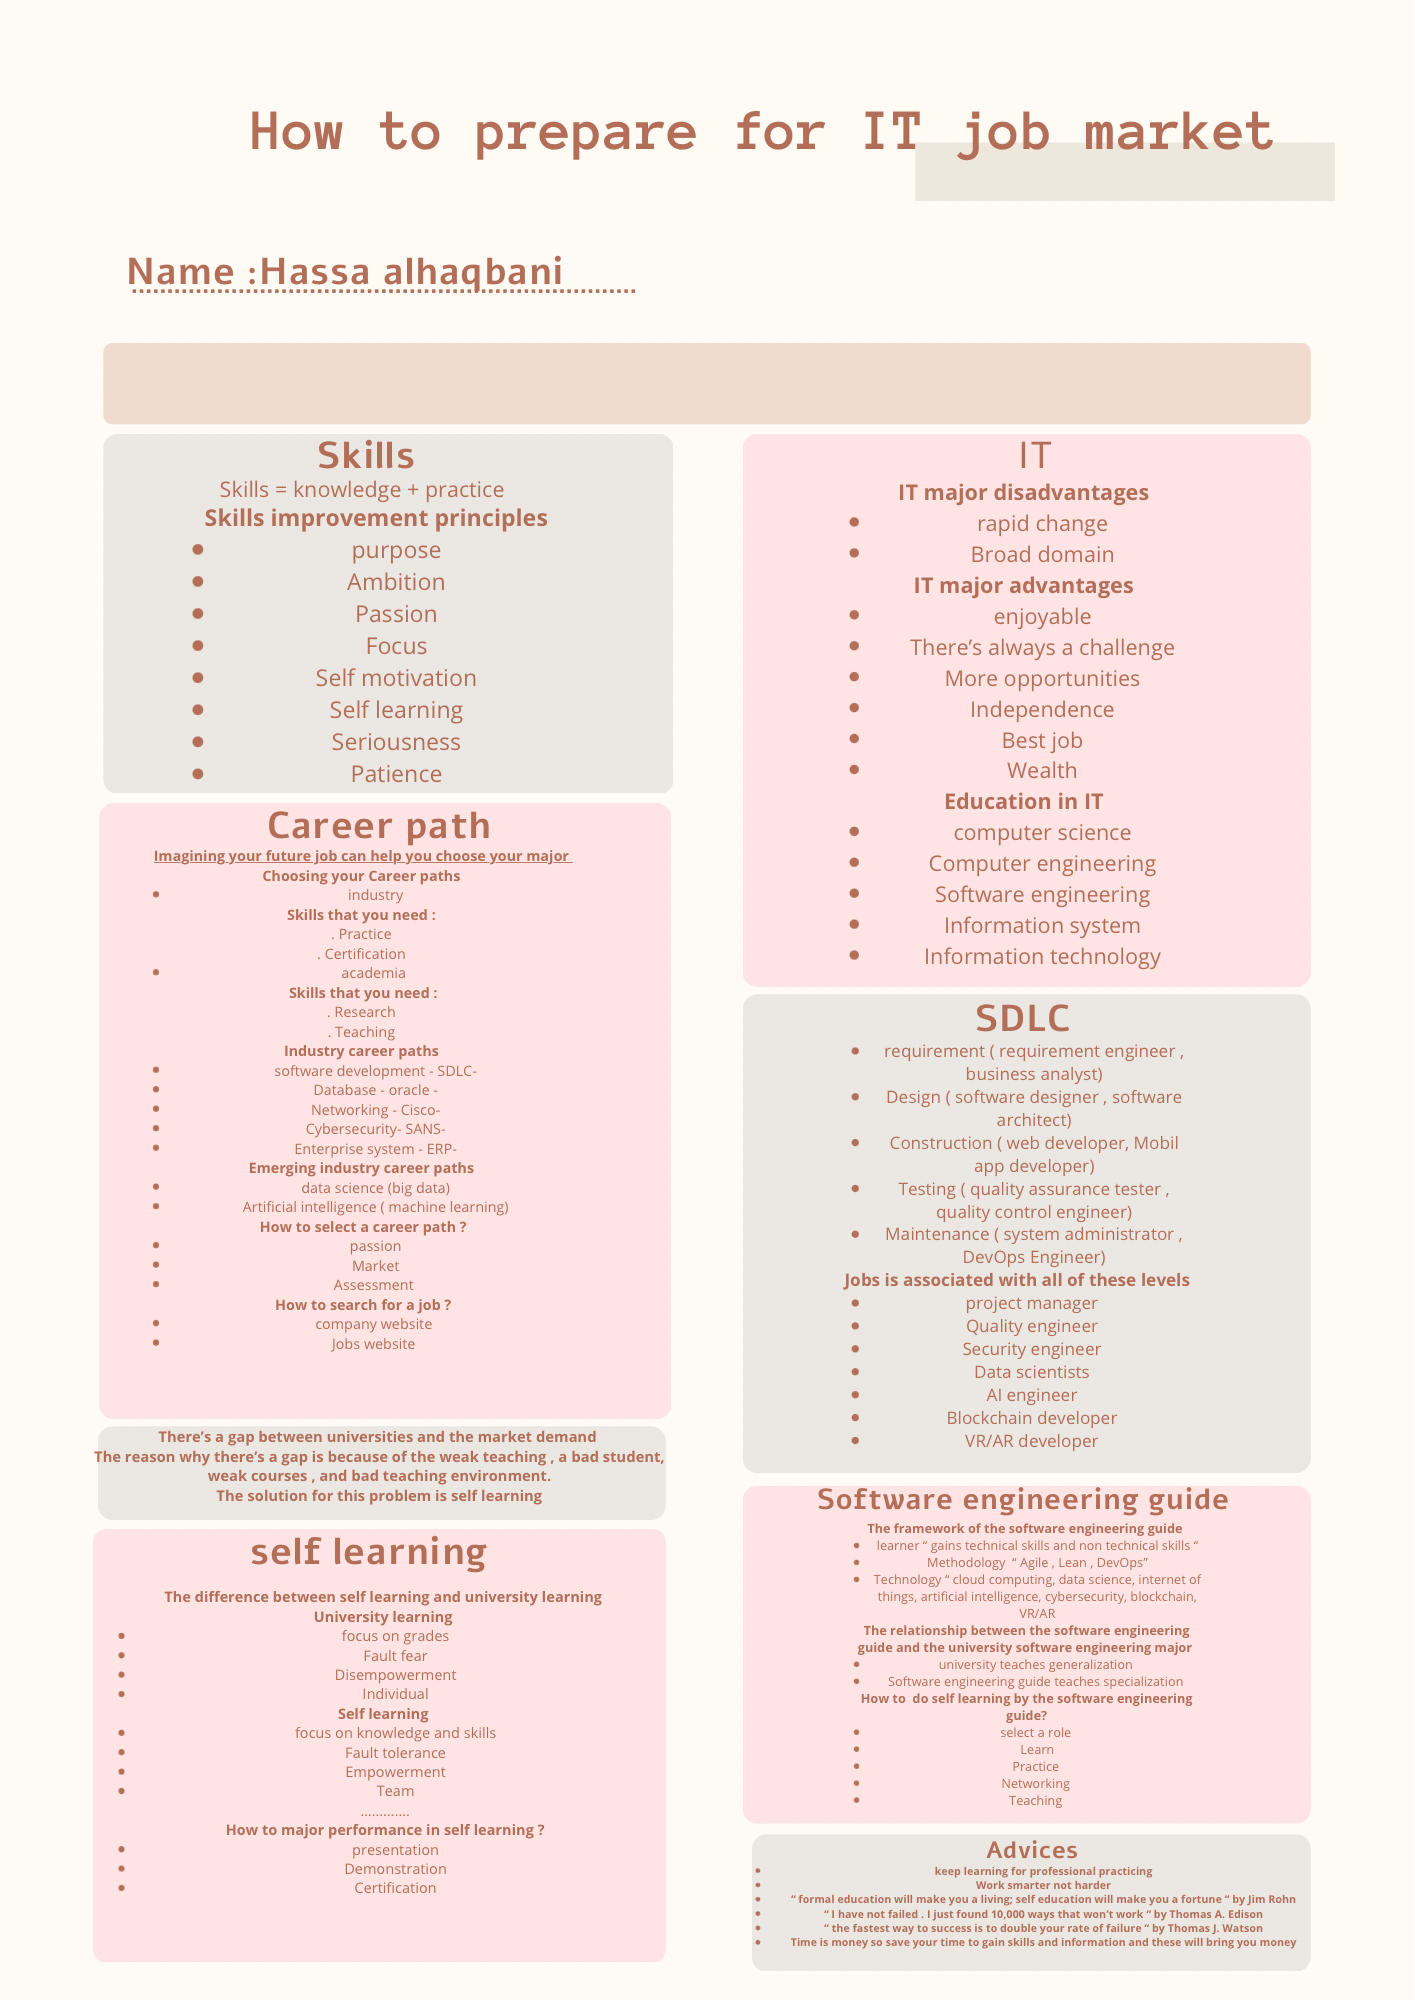 How to prepare for IT job market
Name :Hassa alhaqbani
Skills
Skills = knowledge + practice
Skills improvement principles
purpose
Ambition
Passion
Focus
Self motivation
Self learning
Seriousness
Patience
Career path
Imagining your future job can help you choose your major
Choosing your Career paths
industry
Skills that you need :
. Practice
. Certification
academia
Skills that you need :
. Research
. Teaching
Industry career paths
software development - SDLC-
Database - oracle -
Networking - Cisco-
Cybersecurity- SANS-
Enterprise system - ERP-
Emerging industry career paths
data science (big data)
Artificial intelligence ( machine learning)
How to select a career path ?
passion
Market
Assessment
How to search for a job ?
company website
Jobs website
There’s a gap between universities and the market demand
The reason why there’s a gap is because of the weak teaching , a bad student,
weak courses , and bad teaching environment.
The solution for this problem is self learning
self learning
The difference between self learning and university learning
University learning
focus on grades
Fault fear
Disempowerment
Individual
Self learning
focus on knowledge and skills
Fault tolerance
Empowerment
Team
.............
How to major performance in self learning ?
presentation
Demonstration
Certification
IT
IT major disadvantages
rapid change
Broad domain
IT major advantages
enjoyable
There’s always a challenge
More opportunities
Independence
Best job
Wealth
Education in IT
computer science
Computer engineering
Software engineering
Information system
Information technology
SDLC
requirement ( requirement engineer ,
business analyst)
Design ( software designer , software
architect)
Construction ( web developer, Mobil
app developer)
Testing ( quality assurance tester ,
quality control engineer)
Maintenance ( system administrator ,
DevOps Engineer)
Jobs is associated with all of these levels
project manager
Quality engineer
Security engineer
Data scientists
AI engineer
Blockchain developer
VR/AR developer
Software engineering guide
The framework of the software engineering guide
learner “ gains technical skills and non technical skills “
Methodology “ Agile , Lean , DevOps”
Technology “ cloud computing, data science, internet of
things, artificial intelligence, cybersecurity, blockchain,
VR/AR
The relationship between the software engineering
guide and the university software engineering major
university teaches generalization
Software engineering guide teaches specialization
How to do self learning by the software engineering
guide?
select a role
Learn
Practice
Networking
Teaching
Advices
keep learning for professional practicing
Work smarter not harder
“ formal education will make you a living; self education will make you a fortune “ by Jim Rohn
“ I have not failed . I just found 10,000 ways that won’t work “ by Thomas A. Edison
“ the fastest way to success is to double your rate of failure “ by Thomas J. Watson
Time is money so save your time to gain skills and information and these will bring you money